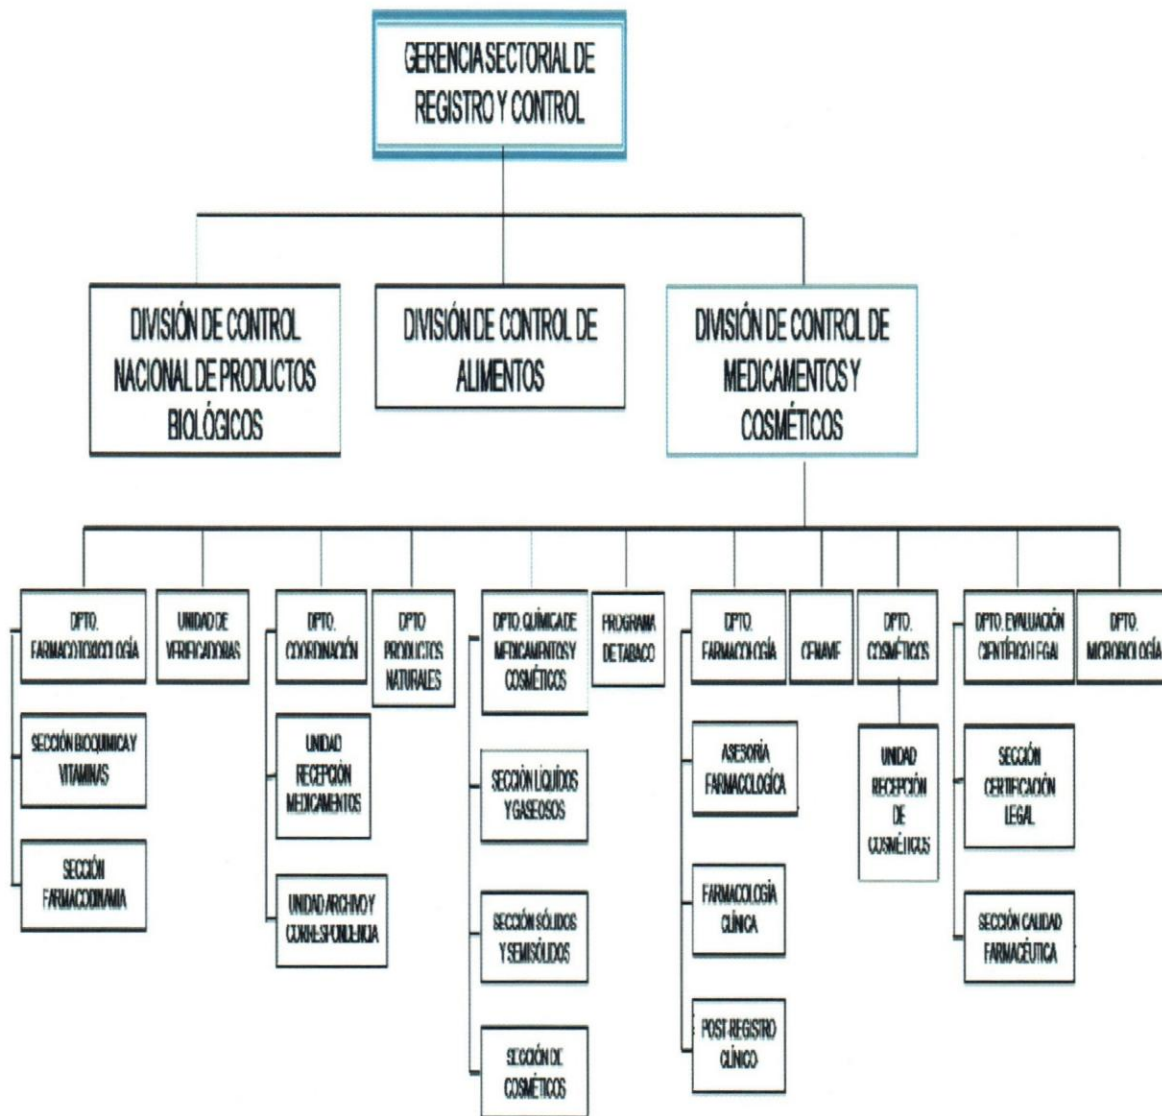 GERENCIA SECTORIAL DE
REGISTRO Y CONTROL
DIVISIÓN DE CONTROL
NACIONAL DE PRODUCTOS
BIOLÓGICOS
DIVISIÓN DE CONTROL DE
ALIMENTOS
DIVISIÓN DE CONTROL DE
MEDICAMENTOS Y
COSMÉTICOS
DPTO.
FARMACOTOXICOLOGÍA
UNIDAD DE
VERIFICADORAS
DPTO.
COORDINACIÓN
DPTO
PRODUCTOS
NATURALES
DPTO. QUÍMICA DE
MEDICAMENTOS Y
COSMÉTICOS
PROGRAMA
DE TABACO
DPTO.
FARMACOLOGÍA
CENAVIF
DPTO.
COSMÉTICOS
DPTO. EVALUACIÓN
CIENTÍFICO LEGAL
DPTO.
MICROBIOLOGÍA
SECCIÓN BIOQUIMICA Y
VITAMINAS
SECCIÓN
FARMACODINAMIA
UNIDAD
RECEPCIÓN
MEDICAMENTOS
UNIDAD ARCHIVO Y
CORRESPONDENCIA
SECCIÓN LÍQUIDOS
Y GASEOSOS
SECCIÓN SÓLIDOS
Y SEMISÓLIDOS
SECCIÓN DE
COSMÉTICOS
ASESORÍA
FARMACOLOGÍCA
FARMACOLOGÍA
CLÍNICA
POST REGISTRO
CLÍNICO
UNIDAD
RECEPCIÓN
DE
COSMÉTICOS
SECCIÓN
CERTIFICACIÓN
LEGAL
SECCIÓN CALIDAD
FARMACÉUTICA